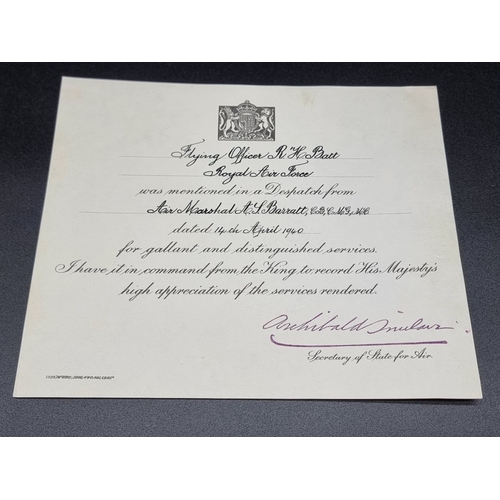 Flying Officer R. H. Batt
Royal Air Force
was mentioned in a Despatch from
Air Marshal A. S. Barratt, C.B., C.M.G., M.C.
dated 14th April 1940
for gallant and distinguished services.
I have it in command from the King to record His Majesty's
high appreciation of the services rendered.
Archibald Sinclair
Secretary of State for Air.